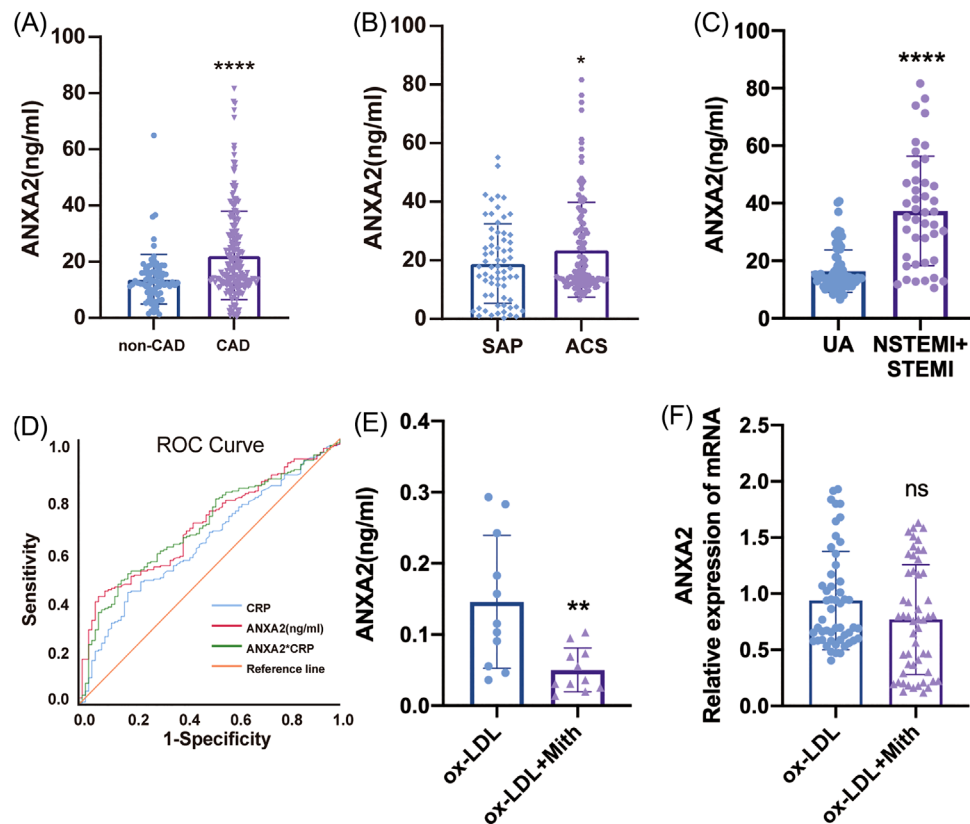 (A)
ANXA2(ng/ml)
100
80
60
40
20
0
****
non-CAD CAD
(B)
ANXA2(ng/ml)
100
80
60
40
20
0
*
SAP ACS
(C)
ANXA2(ng/ml)
100
80
60
40
20
0
****
UA NSTEMI+
STEMI
(D)
ROC Curve
Sensitivity
1.0
0.8
0.6
0.4
0.2
0.0
CRP
ANXA2(ng/ml)
ANXA2*CRP
Reference line
0.0 0.2 0.4 0.6 0.8 1.0
1-Specificity
(E)
ANXA2(ng/ml)
0.4
0.3
0.2
0.1
0.0
**
ox-LDL
ox-LDL+Mith
(F)
ANXA2
Relative expression of mRNA
2.5
2.0
1.5
1.0
0.5
0.0
ns
ox-LDL
ox-LDL+Mith